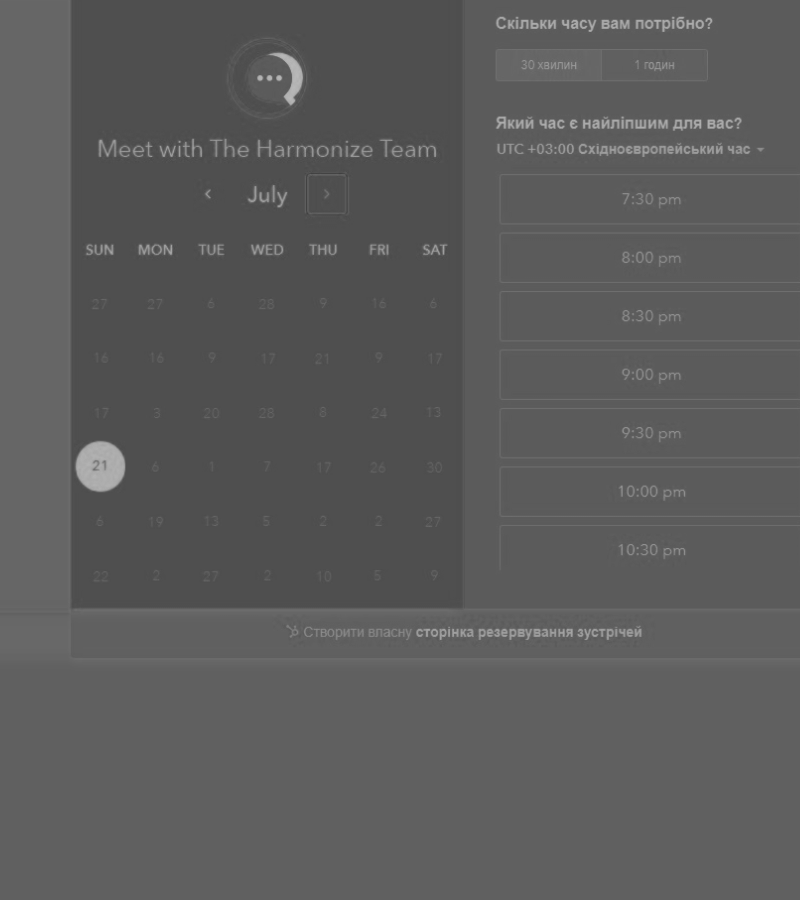 Meet with The Harmonize Team
July
SUN MON TUE WED THU FRI SAT
27 27 6 28 9 16 6
16 16 9 17 21 9 17
17 3 20 28 8 24 13
21 6 1 7 17 26 30
6 19 13 5 2 2 27
22 2 27 2 10 5 9
Скільки часу вам потрібно?
30 хвилин 1 годин
Який час є найліпшим для вас?
UTC +03:00 Східноєвропейський час
7:30 pm
8:00 pm
8:30 pm
9:00 pm
9:30 pm
10:00 pm
10:30 pm
Створити власну сторінка резервування зустрічей